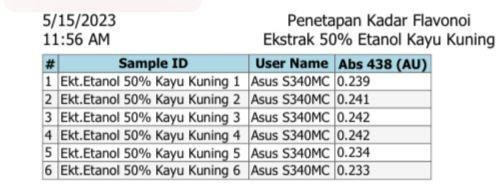 5/15/2023 Penetapan Kadar Flavonoi
11:56 AM Ekstrak 50% Etanol Kayu Kuning
# Sample ID User Name Abs 438 (AU)
1 Ekt.Etanol 50% Kayu Kuning 1 Asus S340MC 0.239
2 Ekt.Etanol 50% Kayu Kuning 2 Asus S340MC 0.241
3 Ekt.Etanol 50% Kayu Kuning 3 Asus S340MC 0.242
4 Ekt.Etanol 50% Kayu Kuning 4 Asus S340MC 0.242
5 Ekt.Etanol 50% Kayu Kuning 5 Asus S340MC 0.234
6 Ekt.Etanol 50% Kayu Kuning 6 Asus S340MC 0.233